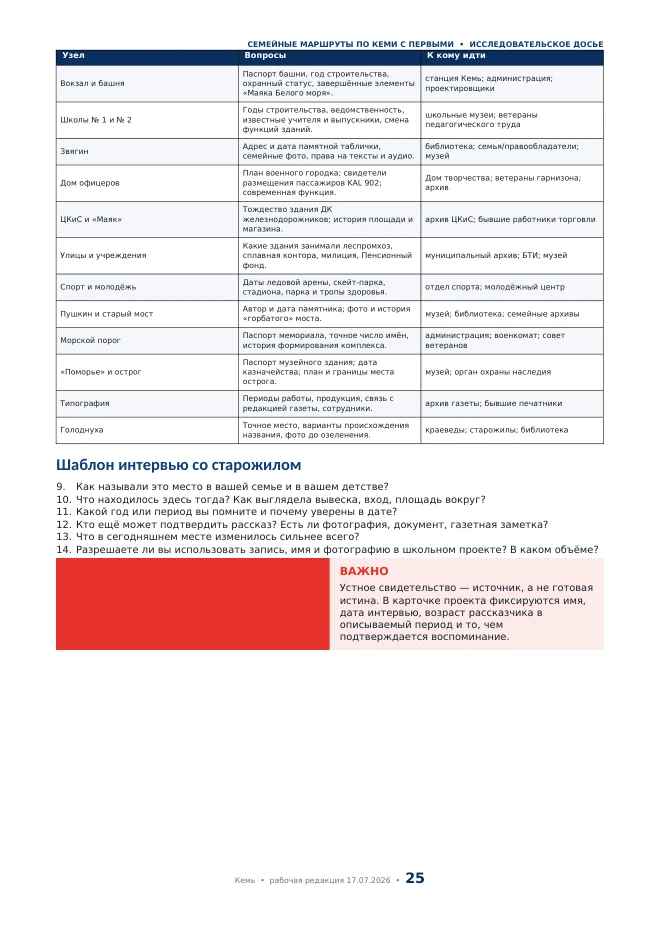 СЕМЕЙНЫЕ МАРШРУТЫ ПО КЕМИ С ПЕРВЫМИ • ИССЛЕДОВАТЕЛЬСКОЕ ДОСЬЕ
Узел Вопросы К кому идти
Вокзал и башня
Паспорт башни, год строительства,
охранный статус, завершённые элементы
«Маяка Белого моря».
станция Кемь; администрация;
проектировщики
Школы № 1 и № 2
Годы строительства, ведомственность,
известные учителя и выпускники, смена
функций зданий.
школьные музеи; ветераны
педагогического труда
Звягин
Адрес и дата памятной таблички,
семейные фото, права на тексты и аудио.
библиотека; семья/правообладатели;
музей
Дом офицеров
План военного городка; свидетели
размещения пассажиров KAL 902;
современная функция.
Дом творчества; ветераны гарнизона;
архив
ЦКиС и «Маяк»
Тождество здания ДК
железнодорожников; история площади и
магазина.
архив ЦКиС; бывшие работники торговли
Улицы и учреждения
Какие здания занимали леспромхоз,
сплавная контора, милиция, Пенсионный
фонд.
муниципальный архив; БТИ; музей
Спорт и молодёжь
Даты ледовой арены, скейт-парка,
стадиона, парка и тропы здоровья.
отдел спорта; молодёжный центр
Пушкин и старый мост
Автор и дата памятника; фото и история
«горбатого» моста.
музей; библиотека; семейные архивы
Морской порог
Паспорт мемориала, точное число имён,
история формирования комплекса.
администрация; военкомат; совет
ветеранов
«Поморье» и острог
Паспорт музейного здания; дата
казначейства; план и границы места
острога.
музей; орган охраны наследия
Типография
Периоды работы, продукция, связь с
редакцией газеты, сотрудники.
архив газеты; бывшие печатники
Голоднуха
Точное место, варианты происхождения
названия, фото до озеленения.
краеведы; старожилы; библиотека
Шаблон интервью со старожилом
9. Как называли это место в вашей семье и в вашем детстве?
10. Что находилось здесь тогда? Как выглядела вывеска, вход, площадь вокруг?
11. Какой год или период вы помните и почему уверены в дате?
12. Кто ещё может подтвердить рассказ? Есть ли фотография, документ, газетная заметка?
13. Что в сегодняшнем месте изменилось сильнее всего?
14. Разрешаете ли вы использовать запись, имя и фотографию в школьном проекте? В каком объёме?
ВАЖНО
Устное свидетельство — источник, а не готовая
истина. В карточке проекта фиксируются имя,
дата интервью, возраст рассказчика в
описываемый период и то, чем
подтверждается воспоминание.
Кемь • рабочая редакция 17.07.2026 • 25